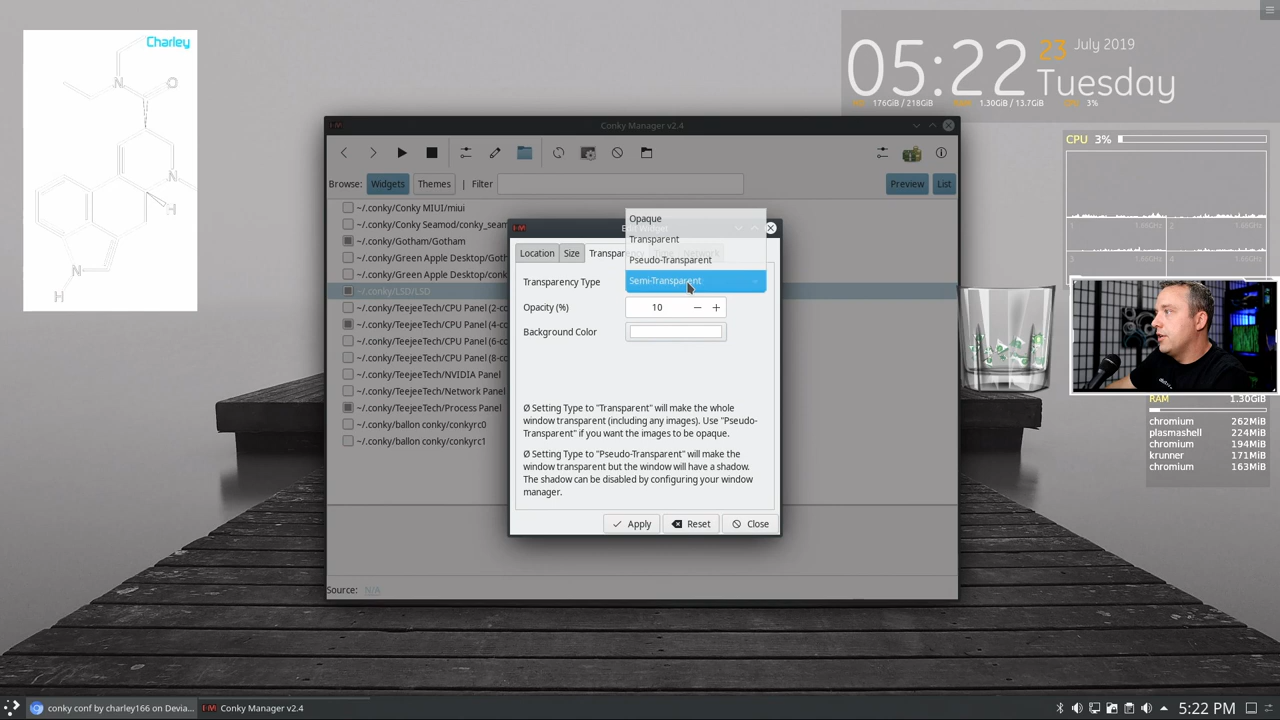 Charley
N
O
N
H
N
H
05:22
23
July 2019
Tuesday
176GiB / 218GiB
1.30GiB / 13.7GiB
3%
CPU 3%
1
2
3
4
RAM
1.30GiB
chromium 262MiB
plasmashell 224MiB
chromium 194MiB
krunner 171MiB
chromium 163MiB
Conky Manager v2.4
Browse: Widgets Themes | Filter
Preview List
~/.conky/Conky MIUI/miui
~/.conky/Conky Seamod/conky_sean
~/.conky/Gotham/Gotham
~/.conky/Green Apple Desktop/Goth
~/.conky/Green Apple Desktop/conk
~/.conky/LSD/LSD
~/.conky/TeejeeTech/CPU Panel (2-c
~/.conky/TeejeeTech/CPU Panel (4-c
~/.conky/TeejeeTech/CPU Panel (6-c
~/.conky/TeejeeTech/CPU Panel (8-c
~/.conky/TeejeeTech/NVIDIA Panel
~/.conky/TeejeeTech/Network Panel
~/.conky/TeejeeTech/Process Panel
~/.conky/ballon conky/conkyrc0
~/.conky/ballon conky/conkyrc1
Source: N/A
Location Size Transpar Network
Opaque
Transparent
Pseudo-Transparent
Semi-Transparent
Transparency Type
Opacity (%) 10 − +
Background Color
Ø Setting Type to "Transparent" will make the whole
window transparent (including any images). Use "Pseudo-
Transparent" if you want the images to be opaque.
Ø Setting Type to "Pseudo-Transparent" will make the
window transparent but the window will have a shadow.
The shadow can be disabled by configuring your window
manager.
Apply Reset Close
conky conf by charley166 on Devia...
Conky Manager v2.4
5:22 PM